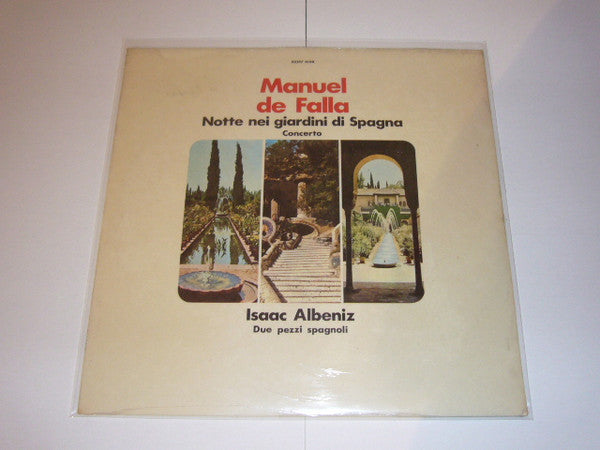 Manuel
de Falla
Notte nei giardini di Spagna
Concerto
Isaac Albeniz
Due pezzi spagnoli